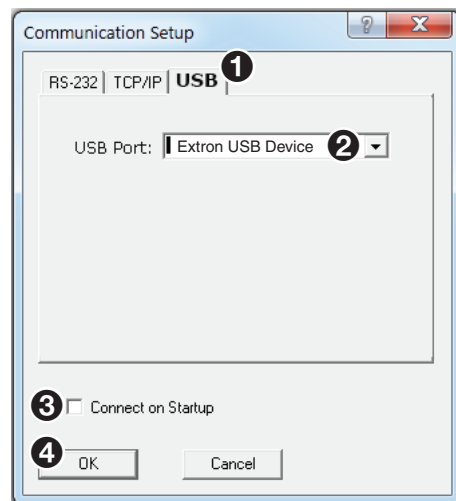 Communication Setup ? X
RS-232 TCP/IP USB 1
USB Port: Extron USB Device 2
3 Connect on Startup
4 OK Cancel